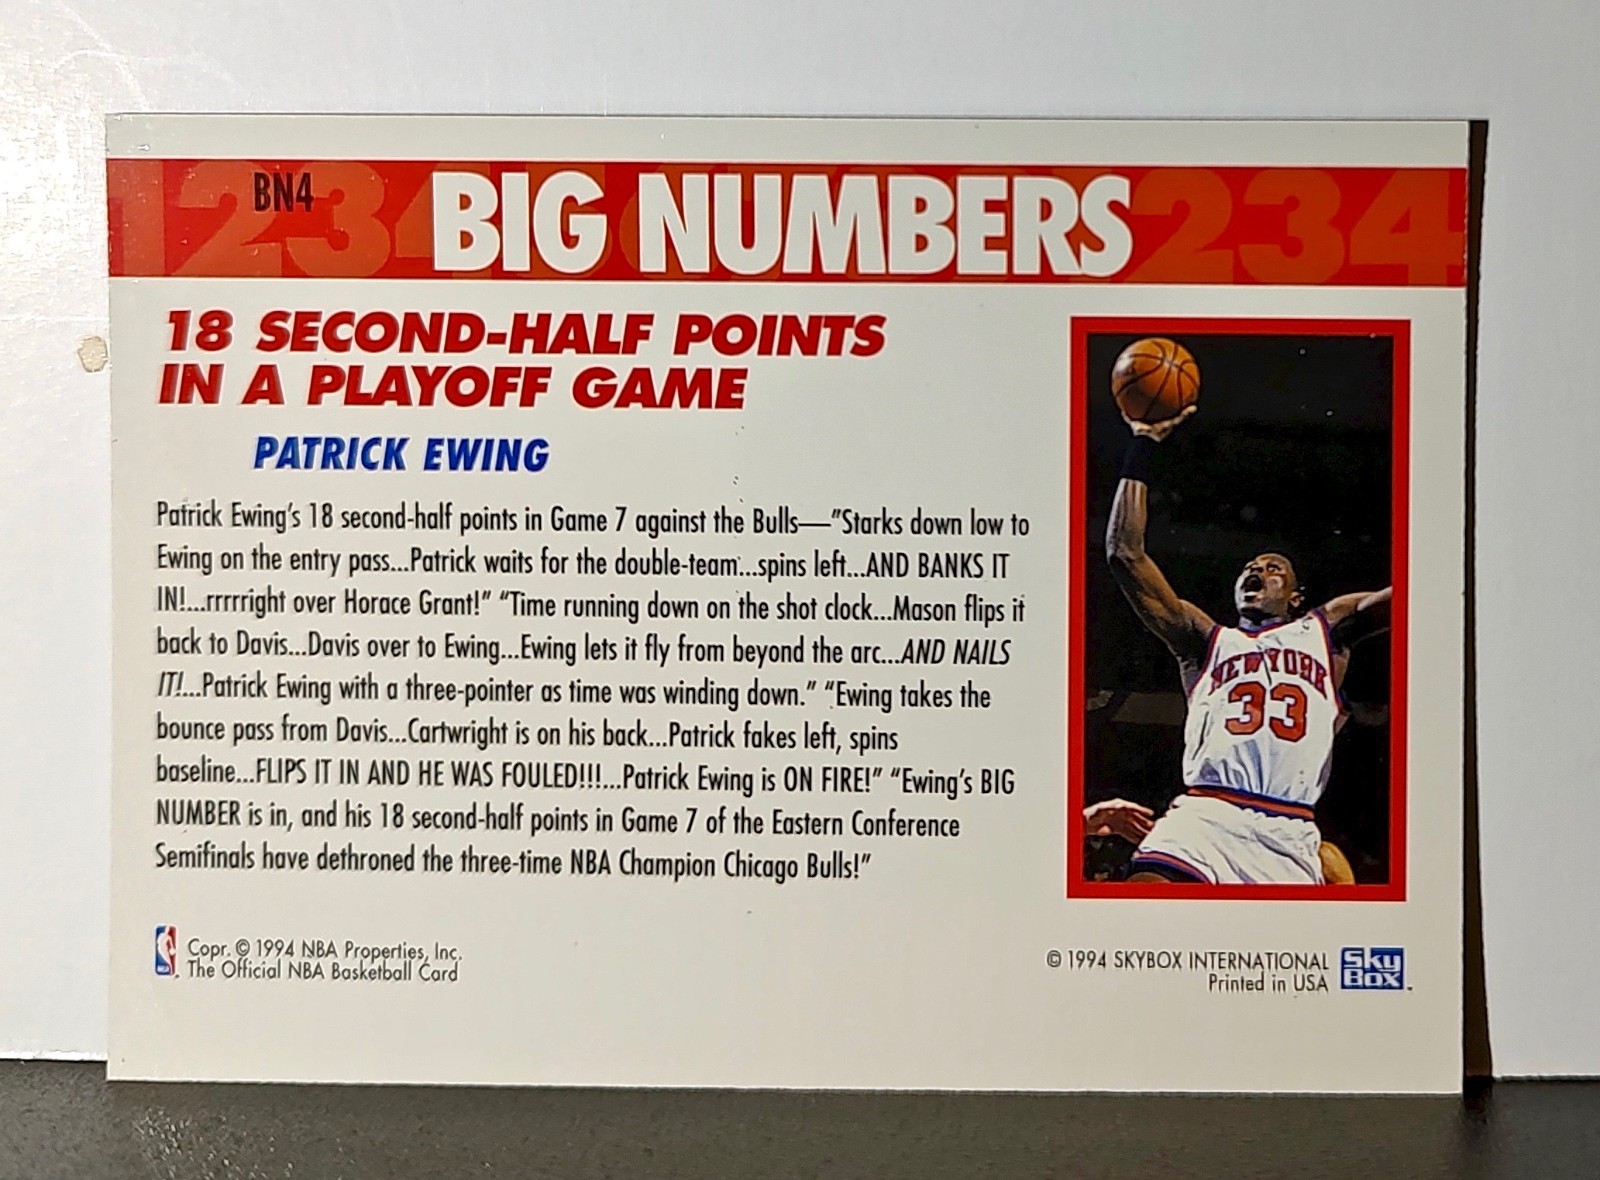 BN4
BIG NUMBERS
1234 234
18 SECOND-HALF POINTS
IN A PLAYOFF GAME
PATRICK EWING
Patrick Ewing's 18 second-half points in Game 7 against the Bulls—"Starks down low to
Ewing on the entry pass...Patrick waits for the double-team...spins left...AND BANKS IT
IN!...rrrrright over Horace Grant!" "Time running down on the shot clock...Mason flips it
back to Davis...Davis over to Ewing...Ewing lets it fly from beyond the arc...AND NAILS
IT!...Patrick Ewing with a three-pointer as time was winding down." "Ewing takes the
bounce pass from Davis...Cartwright is on his back...Patrick fakes left, spins
baseline...FLIPS IT IN AND HE WAS FOULED!!!...Patrick Ewing is ON FIRE!" "Ewing's BIG
NUMBER is in, and his 18 second-half points in Game 7 of the Eastern Conference
Semifinals have dethroned the three-time NBA Champion Chicago Bulls!"
NEW YORK
33
NBA
Copr. © 1994 NBA Properties, Inc.
The Official NBA Basketball Card
© 1994 SKYBOX INTERNATIONAL
Printed in USA
Sky
Box